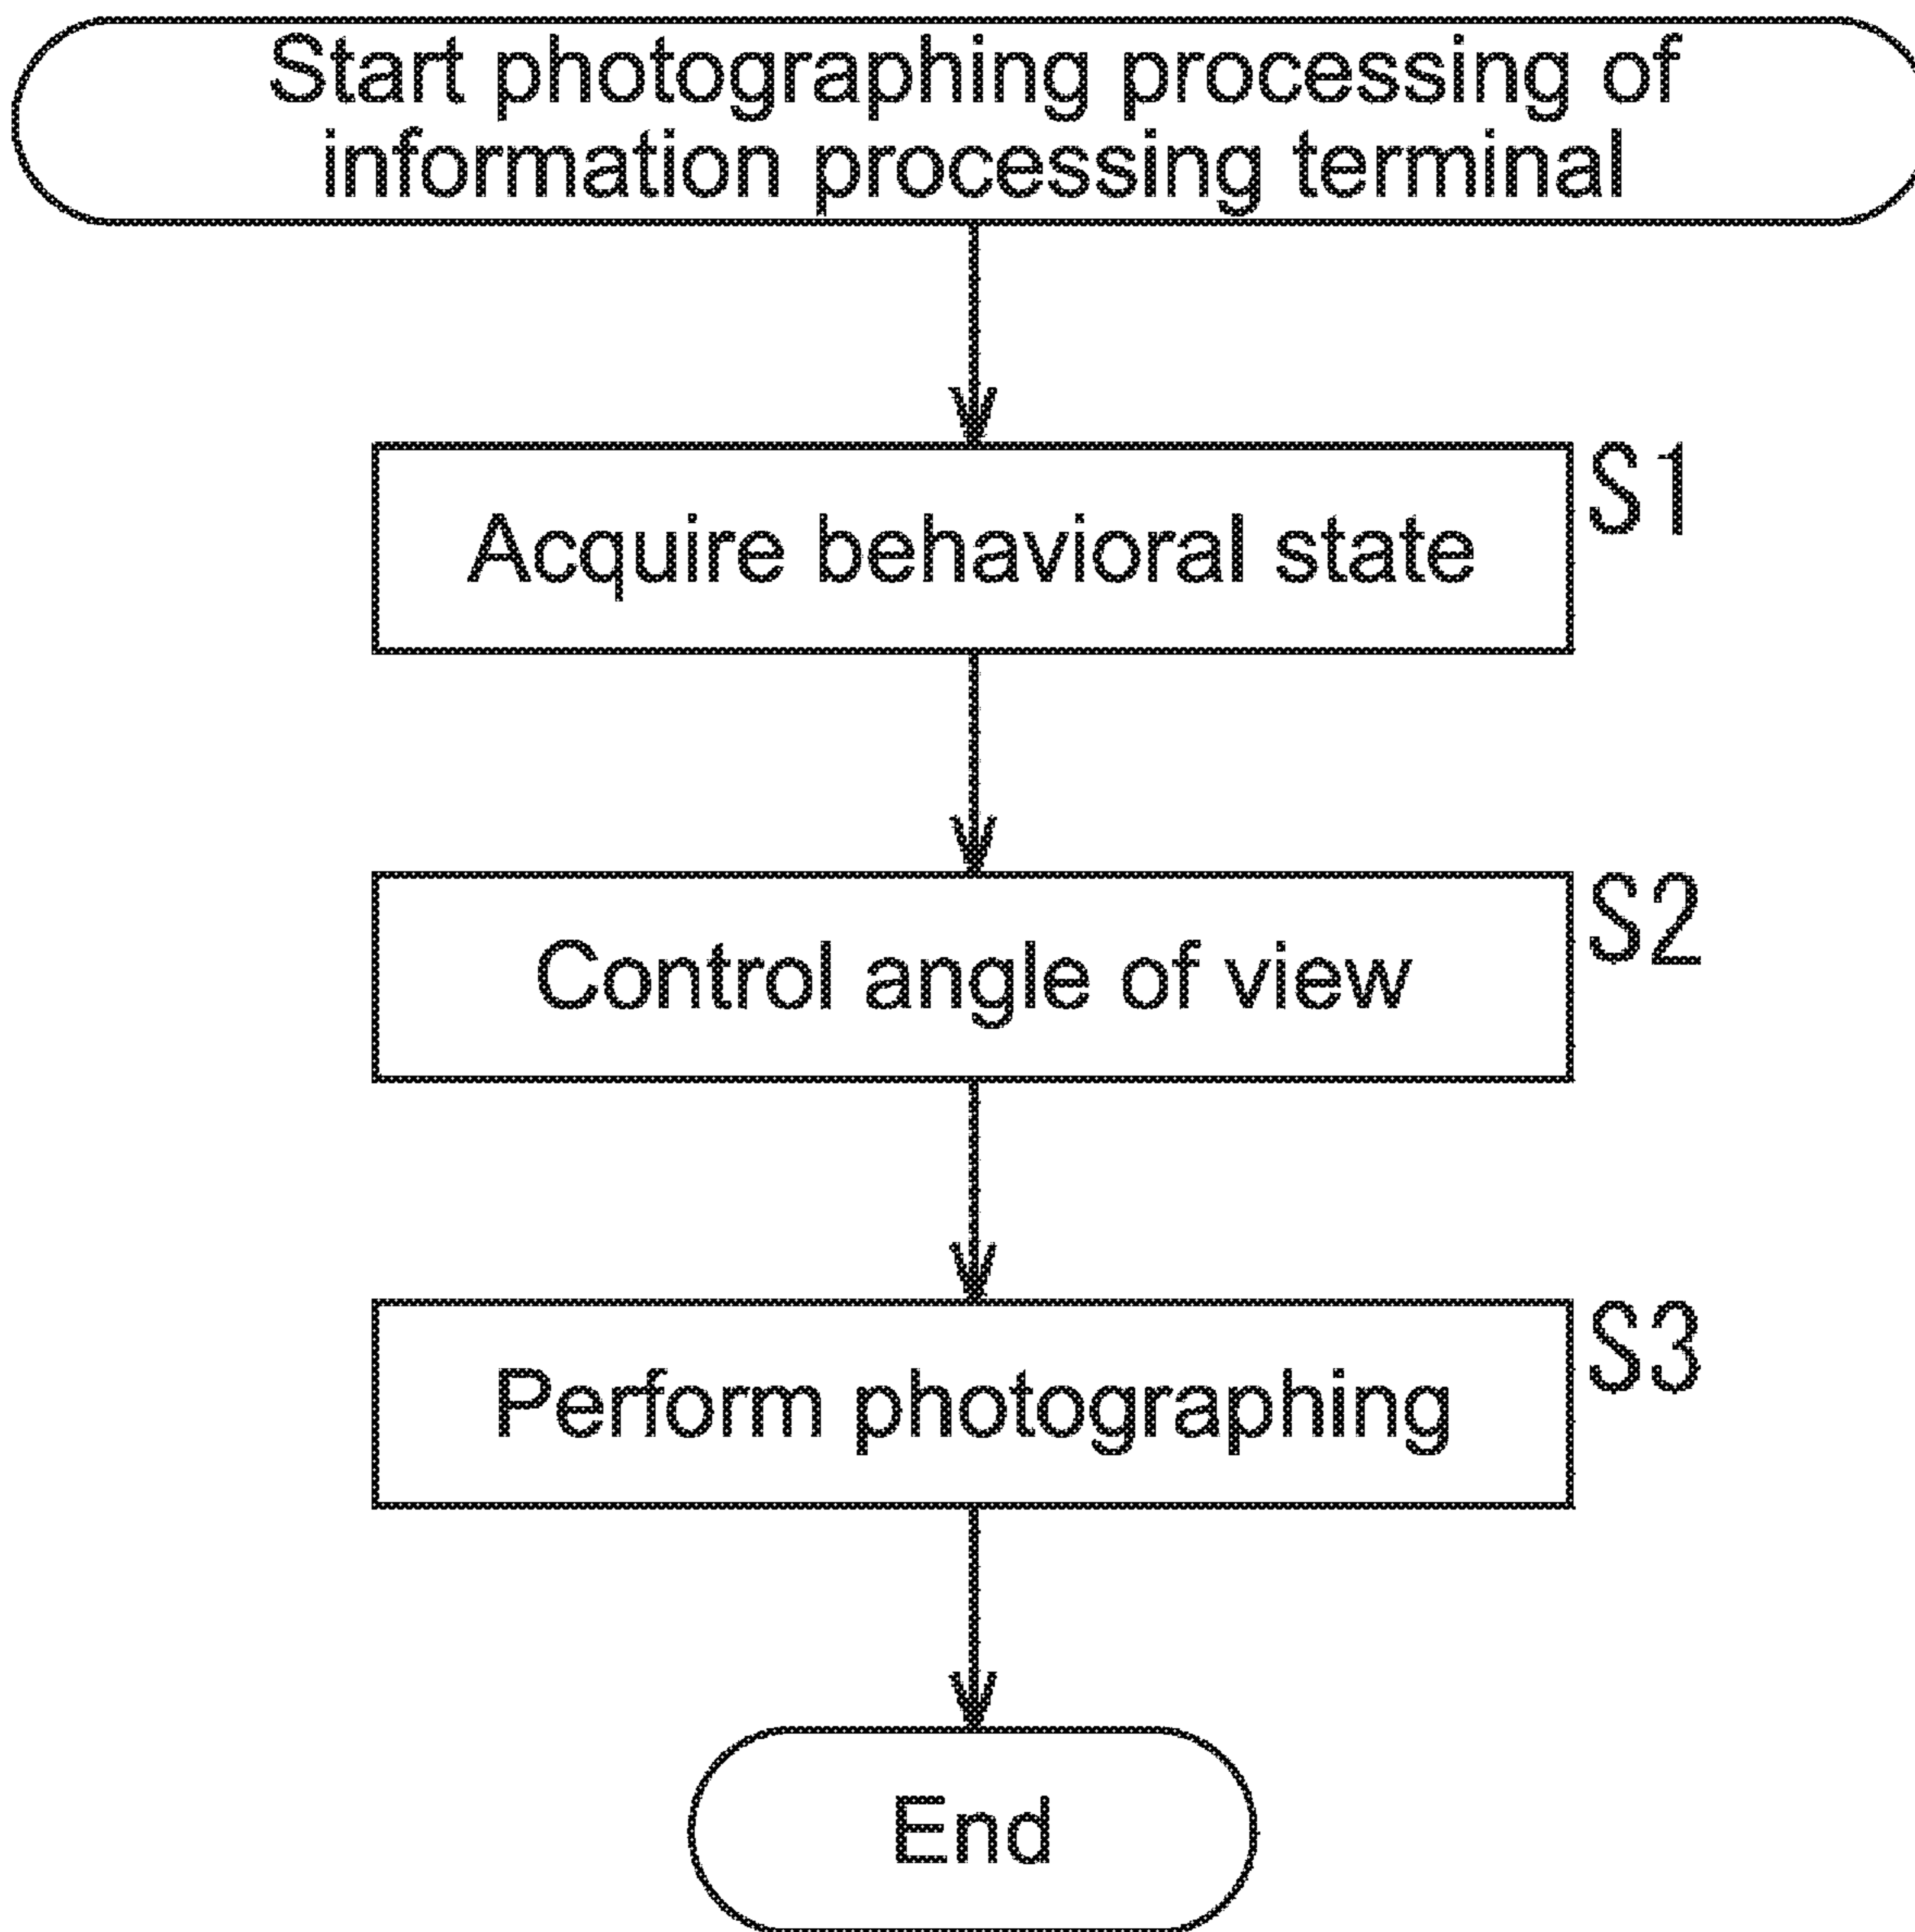 Start photographing processing of
information processing terminal
S1
Acquire behavioral state
S2
Control angle of view
S3
Perform photographing
End